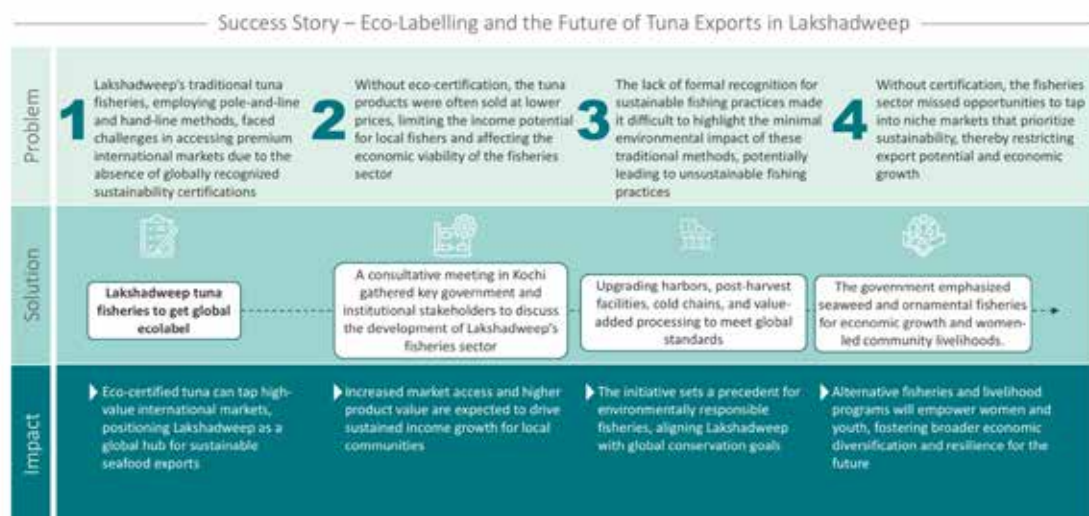 Success Story – Eco-Labelling and the Future of Tuna Exports in Lakshadweep
Problem
1
Lakshadweep's traditional tuna
fisheries, employing pole-and-line
and hand-line methods, faced
challenges in accessing premium
international markets due to the
absence of globally recognized
sustainability certifications
2
Without eco-certification, the tuna
products were often sold at lower
prices, limiting the income potential
for local fishers and affecting the
economic viability of the fisheries
sector
3
The lack of formal recognition for
sustainable fishing practices made
it difficult to highlight the minimal
environmental impact of these
traditional methods, potentially
leading to unsustainable fishing
practices
4
Without certification, the fisheries
sector missed opportunities to tap
into niche markets that prioritize
sustainability, thereby restricting
export potential and economic
growth
Solution
Lakshadweep tuna
fisheries to get global
ecolabel
A consultative meeting in Kochi
gathered key government and
institutional stakeholders to discuss
the development of Lakshadweep's
fisheries sector
Upgrading harbors, post-harvest
facilities, cold chains, and value-
added processing to meet global
standards
The government emphasized
seaweed and ornamental fisheries
for economic growth and women-
led community livelihoods.
Impact
Eco-certified tuna can tap high-
value international markets,
positioning Lakshadweep as a
global hub for sustainable
seafood exports
Increased market access and higher
product value are expected to drive
sustained income growth for local
communities
The initiative sets a precedent for
environmentally responsible
fisheries, aligning Lakshadweep
with global conservation goals
Alternative fisheries and livelihood
programs will empower women and
youth, fostering broader economic
diversification and resilience for the
future